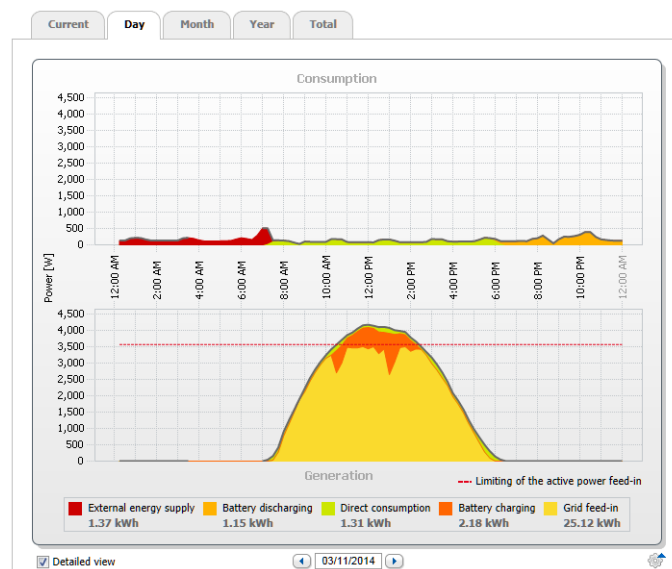 Current Day Month Year Total
Consumption
4,500
4,000
3,500
3,000
2,500
2,000
1,500
1,000
500
0
Power [W]
12:00 AM 2:00 AM 4:00 AM 6:00 AM 8:00 AM 10:00 AM 12:00 PM 2:00 PM 4:00 PM 6:00 PM 8:00 PM 10:00 PM 12:00 AM
4,500
4,000
3,500
3,000
2,500
2,000
1,500
1,000
500
0
Generation
Limiting of the active power feed-in
External energy supply Battery discharging Direct consumption Battery charging Grid feed-in
1.37 kWh 1.15 kWh 1.31 kWh 2.18 kWh 25.12 kWh
Detailed view 03/11/2014